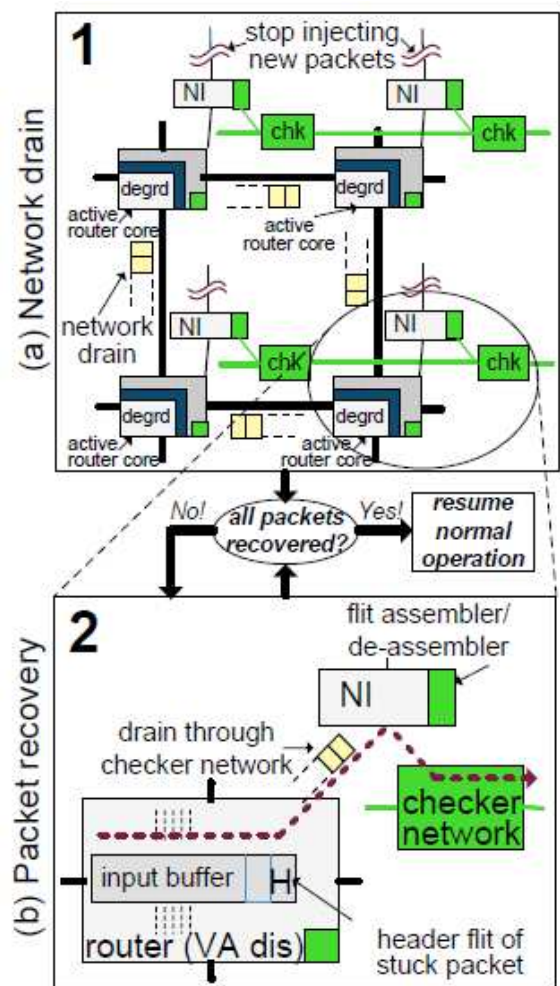 1
stop injecting
new packets
NI
NI
chk
chk
degrd
degrd
active
router core
active
router core
network
drain
NI
NI
chk
chk
degrd
degrd
active
router core
active
router core
(a) Network drain
No!
all packets
recovered?
Yes!
resume
normal
operation
2
flit assembler/
de-assembler
NI
drain through
checker network
checker
network
input buffer
H
router (VA dis)
header flit of
stuck packet
(b) Packet recovery